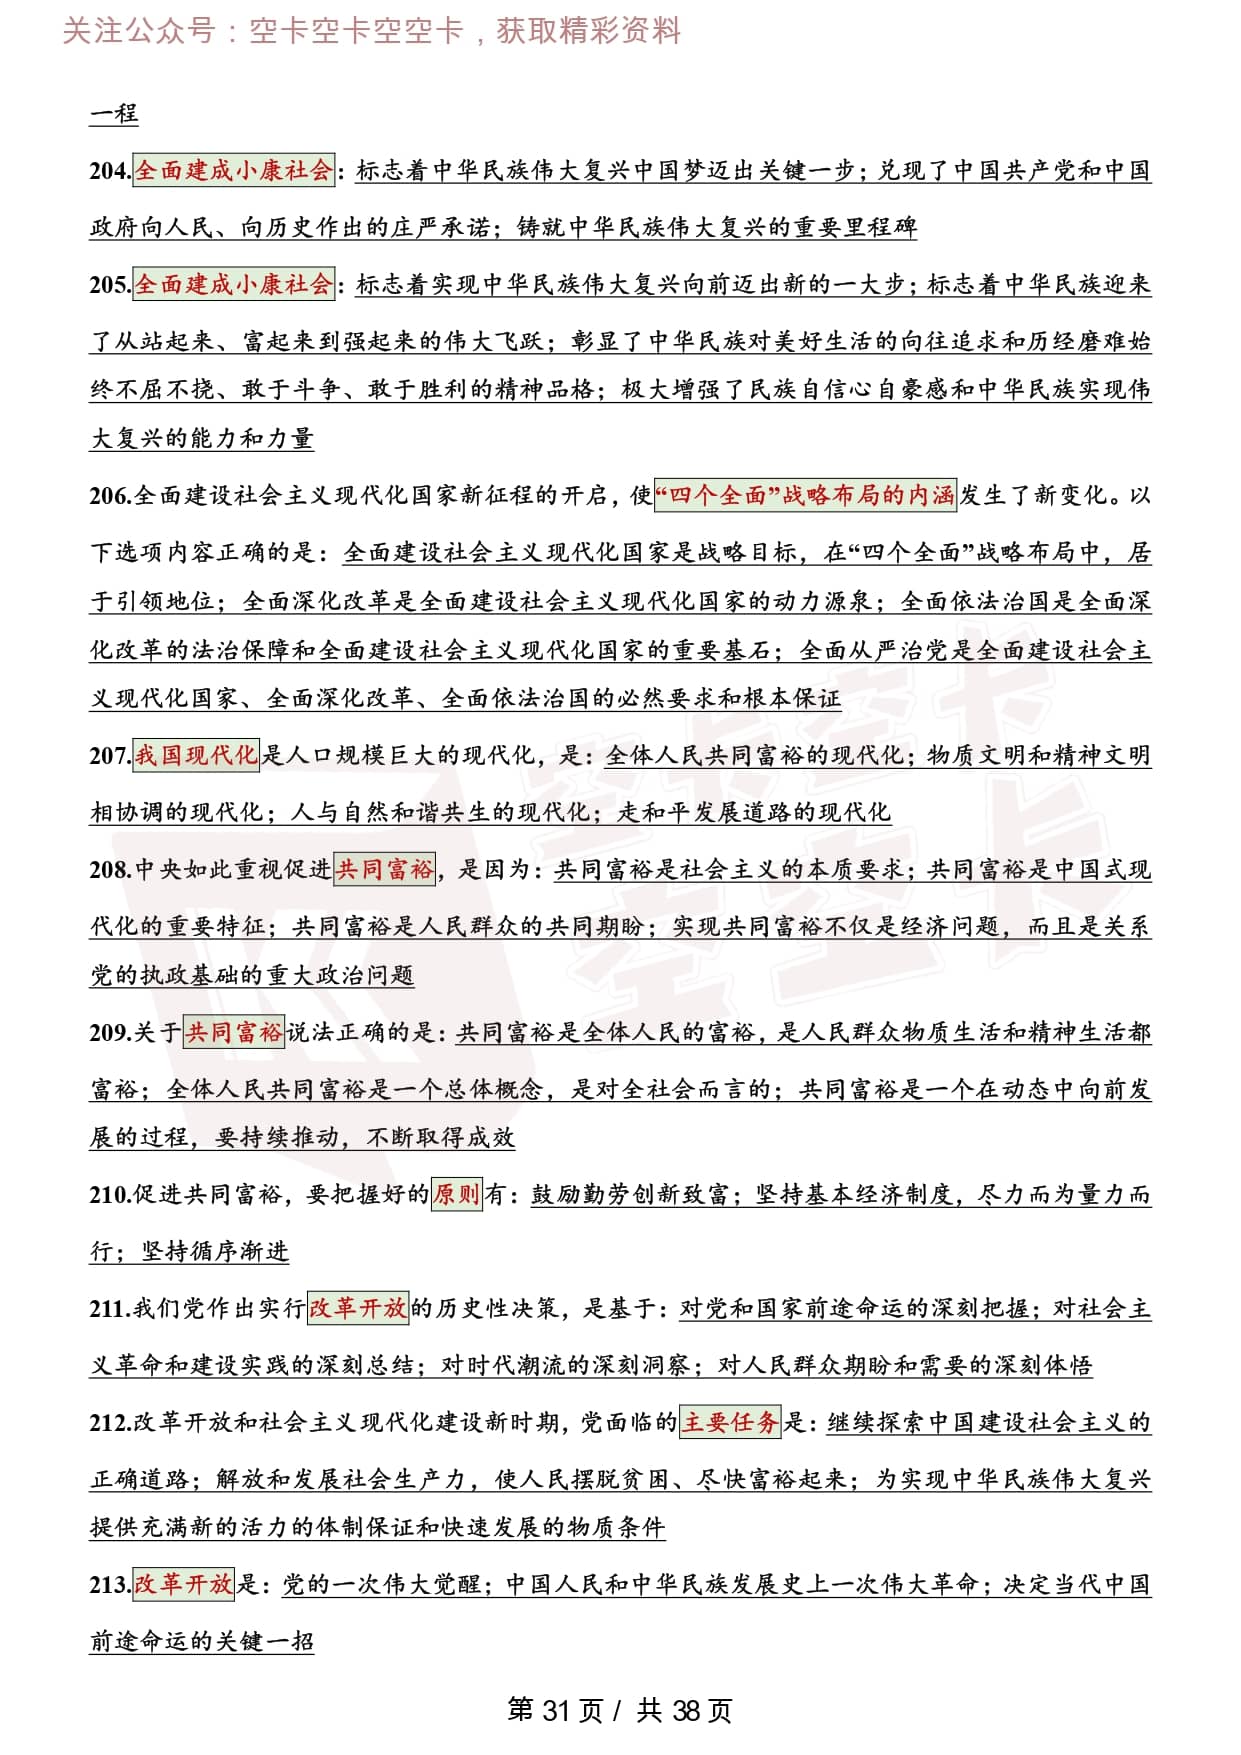 关注公众号：空卡空卡空空卡，获取精彩资料
一程
204.全面建成小康社会：标志着中华民族伟大复兴中国梦迈出关键一步；兑现了中国共产党和中国
政府向人民、向历史作出的庄严承诺；铸就中华民族伟大复兴的重要里程碑
205.全面建成小康社会：标志着实现中华民族伟大复兴向前迈出新的一大步；标志着中华民族迎来
了从站起来、富起来到强起来的伟大飞跃；彰显了中华民族对美好生活的向往追求和历经磨难始
终不屈不挠、敢于斗争、敢于胜利的精神品格；极大增强了民族自信心自豪感和中华民族实现伟
大复兴的能力和力量
206.全面建设社会主义现代化国家新征程的开启，使“四个全面”战略布局的内涵发生了新变化。以
下选项内容正确的是：全面建设社会主义现代化国家是战略目标，在“四个全面”战略布局中，居
于引领地位；全面深化改革是全面建设社会主义现代化国家的动力源泉；全面依法治国是全面深
化改革的法治保障和全面建设社会主义现代化国家的重要基石；全面从严治党是全面建设社会主
义现代化国家、全面深化改革、全面依法治国的必然要求和根本保证
207.我国现代化是人口规模巨大的现代化，是：全体人民共同富裕的现代化；物质文明和精神文明
相协调的现代化；人与自然和谐共生的现代化；走和平发展道路的现代化
208.中央如此重视促进共同富裕，是因为：共同富裕是社会主义的本质要求；共同富裕是中国式现
代化的重要特征；共同富裕是人民群众的共同期盼；实现共同富裕不仅是经济问题，而且是关系
党的执政基础的重大政治问题
209.关于共同富裕说法正确的是：共同富裕是全体人民的富裕，是人民群众物质生活和精神生活都
富裕；全体人民共同富裕是一个总体概念，是对全社会而言的；共同富裕是一个在动态中向前发
展的过程，要持续推动，不断取得成效
210.促进共同富裕，要把握好的原则有：鼓励勤劳创新致富；坚持基本经济制度，尽力而为量力而
行；坚持循序渐进
211.我们党作出实行改革开放的历史性决策，是基于：对党和国家前途命运的深刻把握；对社会主
义革命和建设实践的深刻总结；对时代潮流的深刻洞察；对人民群众期盼和需要的深刻体悟
212.改革开放和社会主义现代化建设新时期，党面临的主要任务是：继续探索中国建设社会主义的
正确道路；解放和发展社会生产力，使人民摆脱贫困、尽快富裕起来；为实现中华民族伟大复兴
提供充满新的活力的体制保证和快速发展的物质条件
213.改革开放是：党的一次伟大觉醒；中国人民和中华民族发展史上一次伟大革命；决定当代中国
前途命运的关键一招
空卡空卡
空空卡
第 31 页 / 共 38 页